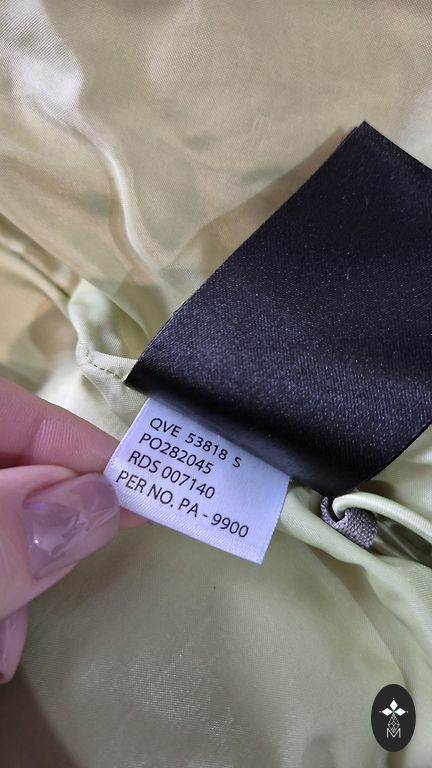 QVE 53818 S
PO282045
RDS 007140
PER NO. PA - 9900